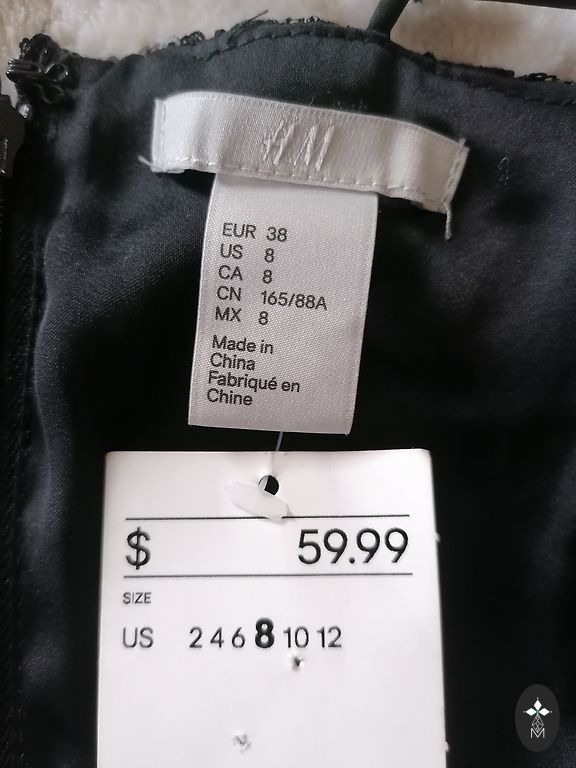 H&M
EUR 38
US 8
CA 8
CN 165/88A
MX 8
Made in
China
Fabriqué en
Chine
$ 59.99
SIZE
US 2 4 6 8 10 12
M